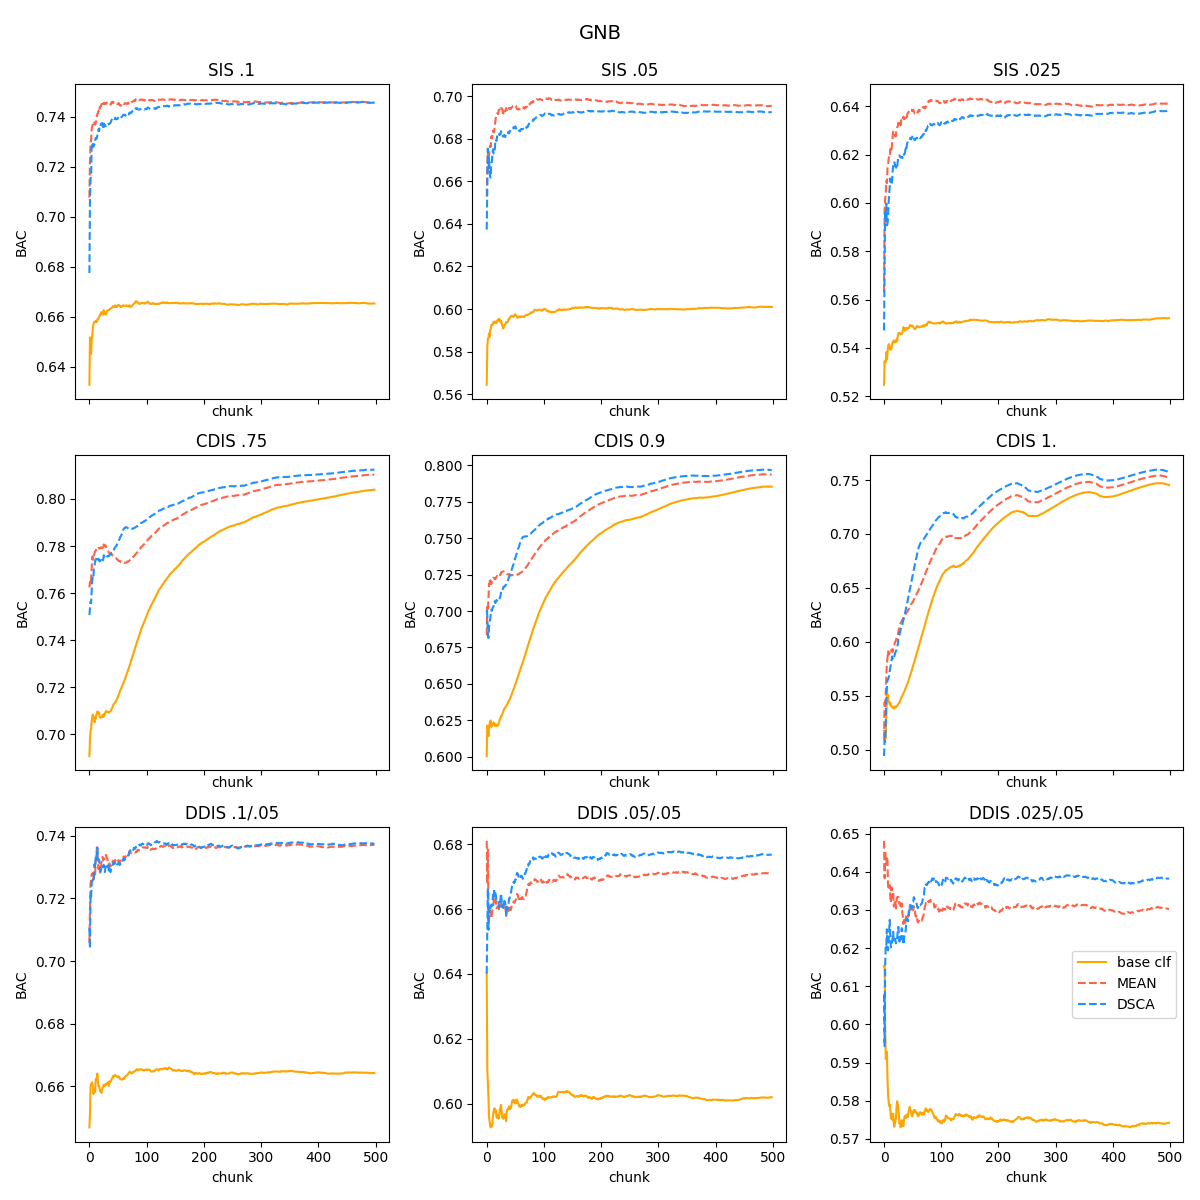 GNB
SIS .1
SIS .05
SIS .025
BAC
0.74
0.72
0.70
0.68
0.66
0.64
chunk
BAC
0.70
0.68
0.66
0.64
0.62
0.60
0.58
0.56
chunk
BAC
0.64
0.62
0.60
0.58
0.56
0.54
0.52
chunk
CDIS .75
CDIS 0.9
CDIS 1.
BAC
0.80
0.78
0.76
0.74
0.72
0.70
chunk
BAC
0.800
0.775
0.750
0.725
0.700
0.675
0.650
0.625
0.600
chunk
BAC
0.75
0.70
0.65
0.60
0.55
0.50
chunk
DDIS .1/.05
DDIS .05/.05
DDIS .025/.05
BAC
0.74
0.72
0.70
0.68
0.66
0 100 200 300 400 500
chunk
BAC
0.68
0.66
0.64
0.62
0.60
0 100 200 300 400 500
chunk
BAC
0.65
0.64
0.63
0.62
0.61
0.60
0.59
0.58
0.57
base clf
MEAN
DSCA
0 100 200 300 400 500
chunk